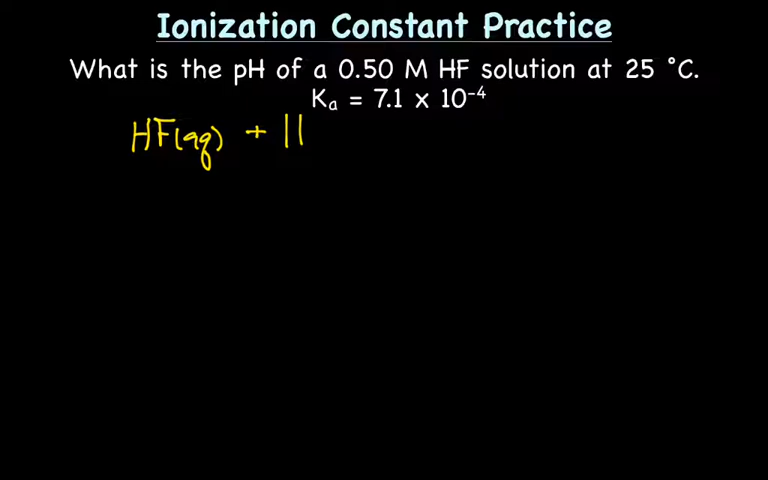 Ionization Constant Practice
What is the pH of a 0.50 M HF solution at 25 °C.
Kₐ = 7.1 x 10⁻⁴
HF(aq) + ||